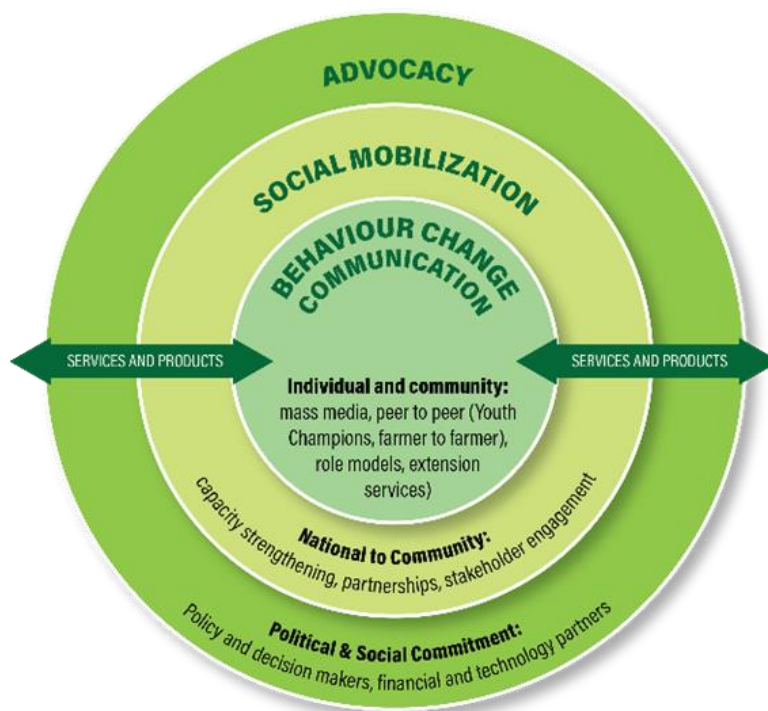 ADVOCACY
SOCIAL MOBILIZATION
BEHAVIOUR CHANGE
COMMUNICATION
SERVICES AND PRODUCTS
SERVICES AND PRODUCTS
Individual and community:
mass media, peer to peer (Youth
Champions, farmer to farmer),
role models, extension
services)
National to Community:
capacity strengthening, partnerships, stakeholder engagement
Political & Social Commitment:
Policy and decision makers, financial and technology partners